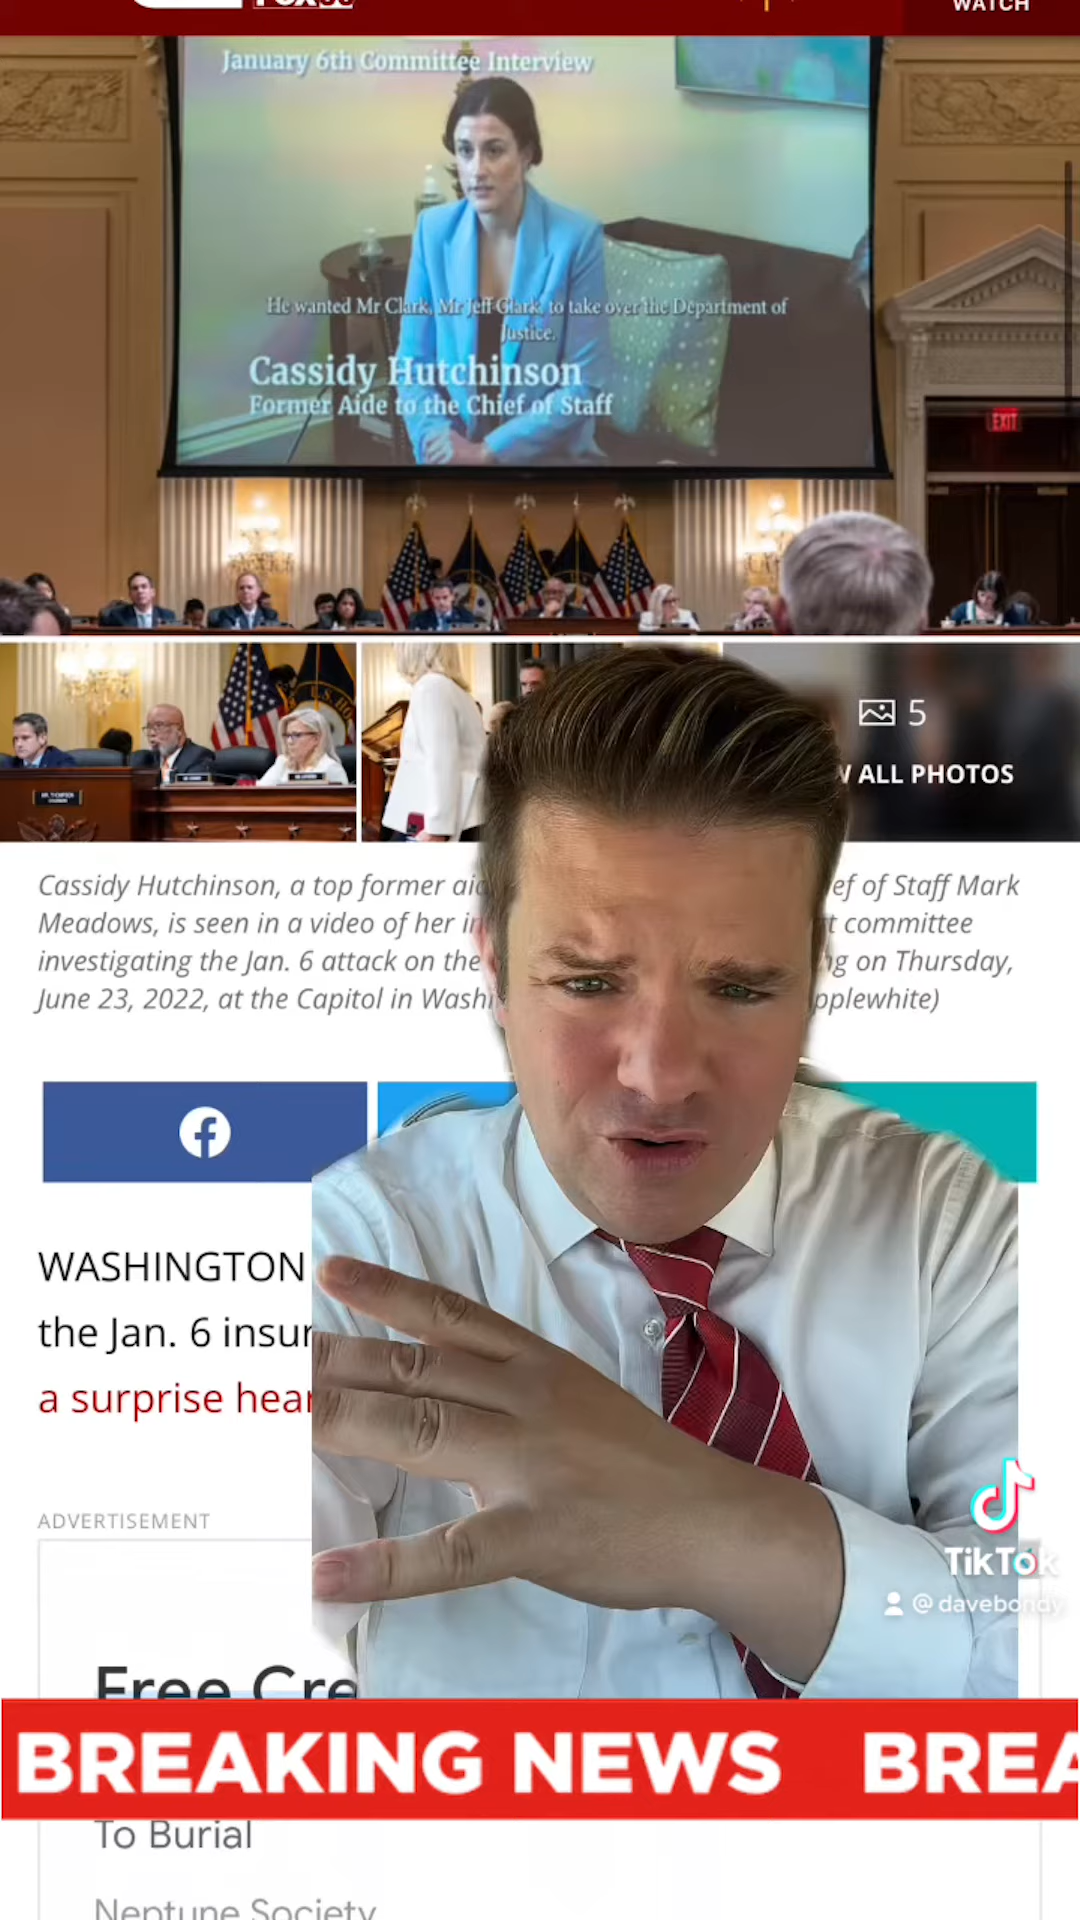 WATCH
January 6th Committee Interview
He wanted Mr Clark, Mr Jeff Clark, to take over the Department of
Justice.
Cassidy Hutchinson
Former Aide to the Chief of Staff
EXIT
5
ALL PHOTOS
Cassidy Hutchinson, a top former ef of Staff Mark
Meadows, is seen in a video of her committee
investigating the Jan. 6 attack on the on Thursday,
June 23, 2022, at the Capitol in pplewhite)
WASHINGTON
the Jan. 6
a surprise
ADVERTISEMENT
Free
TikTok
@davebondy
BREAKING NEWS BREA
To Burial
Neptune Society